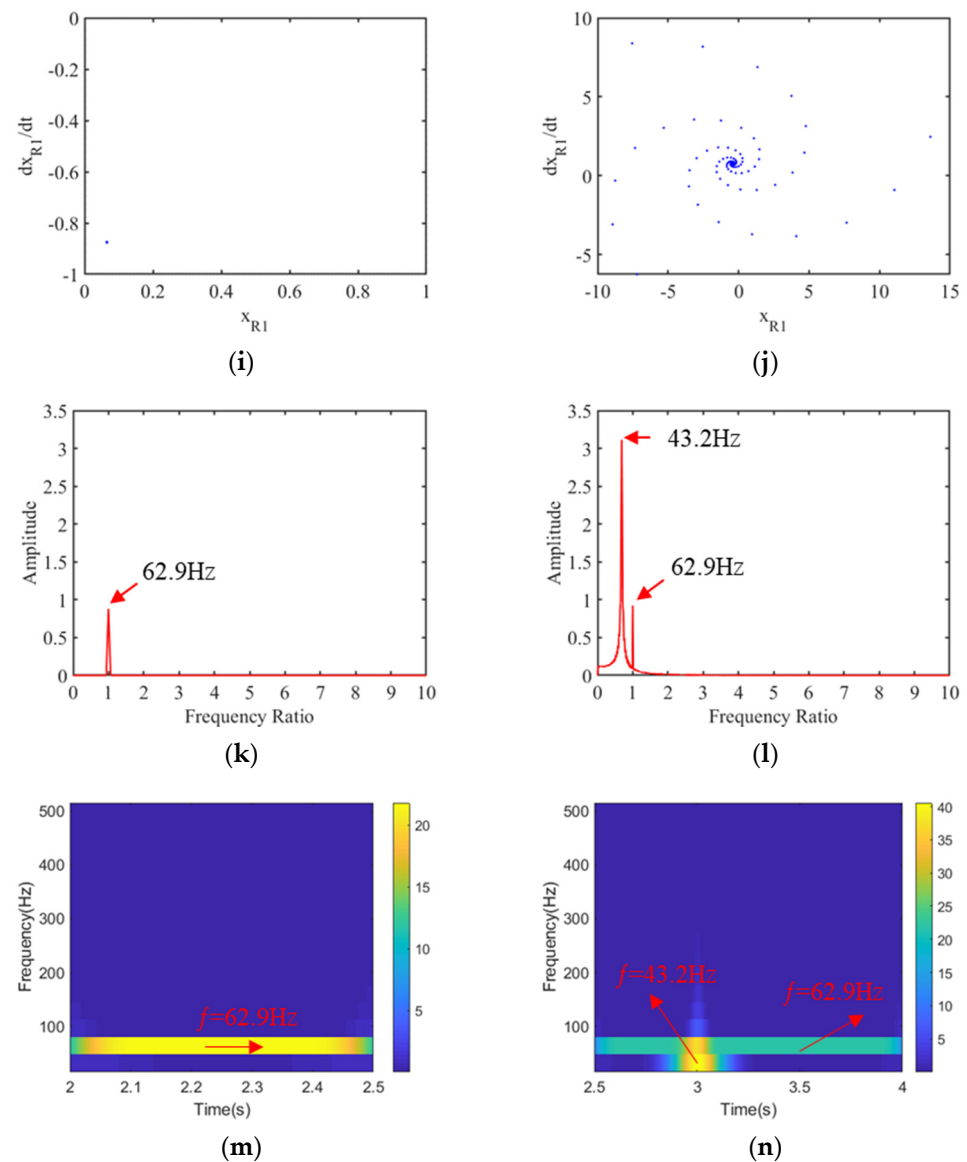 0
-0.2
-0.4
-0.6
-0.8
-1
dx_R1/dt
0 0.2 0.4 0.6 0.8 1
x_R1
(i)
10
5
0
-5
dx_R1/dt
-10 -5 0 5 10 15
x_R1
(j)
3.5
3
2.5
2
1.5
1
0.5
0
Amplitude
62.9Hz
0 1 2 3 4 5 6 7 8 9 10
Frequency Ratio
(k)
3.5
3
2.5
2
1.5
1
0.5
0
Amplitude
43.2Hz
62.9Hz
0 1 2 3 4 5 6 7 8 9 10
Frequency Ratio
(l)
500
400
300
200
100
Frequency(Hz)
f=62.9Hz
2 2.1 2.2 2.3 2.4 2.5
Time(s)
20
15
10
5
(m)
500
400
300
200
100
Frequency(Hz)
f=43.2Hz
f=62.9Hz
2.5 3 3.5 4
Time(s)
40
35
30
25
20
15
10
5
(n)